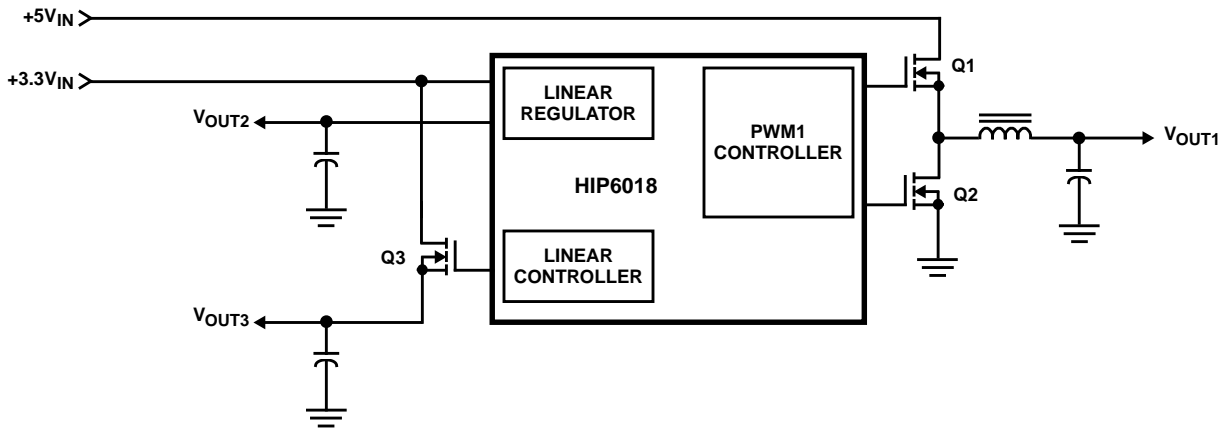 +5VIN
+3.3VIN
VOUT2
LINEAR
REGULATOR
PWM1
CONTROLLER
HIP6018
Q1
VOUT1
Q2
Q3
LINEAR
CONTROLLER
VOUT3